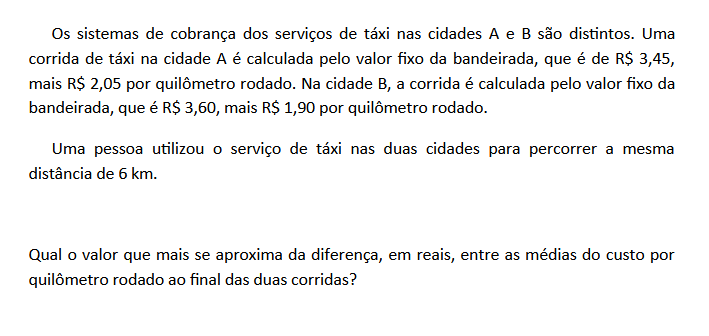 Os sistemas de cobrança dos serviços de táxi nas cidades A e B são distintos. Uma
corrida de táxi na cidade A é calculada pelo valor fixo da bandeirada, que é de R$ 3,45,
mais R$ 2,05 por quilômetro rodado. Na cidade B, a corrida é calculada pelo valor fixo da
bandeirada, que é R$ 3,60, mais R$ 1,90 por quilômetro rodado.
Uma pessoa utilizou o serviço de táxi nas duas cidades para percorrer a mesma
distância de 6 km.
Qual o valor que mais se aproxima da diferença, em reais, entre as médias do custo por
quilômetro rodado ao final das duas corridas?